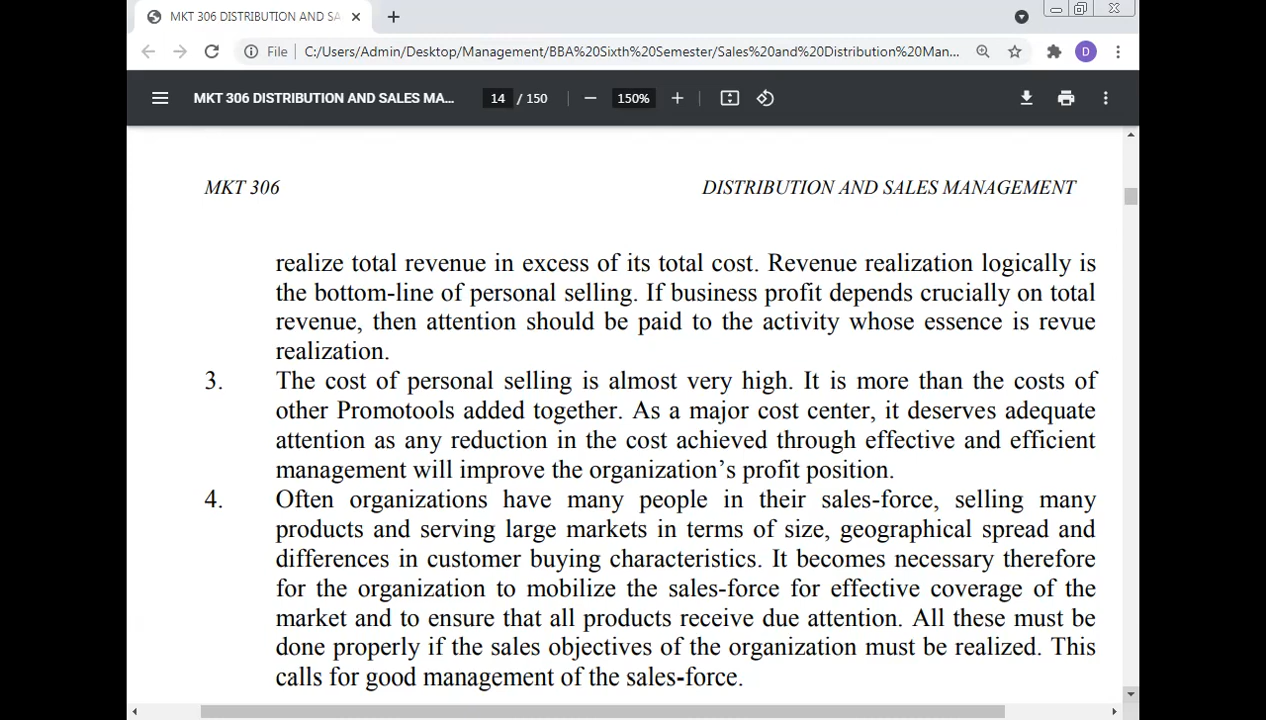 MKT 306 DISTRIBUTION AND SA
File C:/Users/Admin/Desktop/Management/BBA%20Sixth%20Semester/Sales%20and%20Distribution%20Man... D
MKT 306 DISTRIBUTION AND SALES MA... 14 / 150 150%
MKT 306 DISTRIBUTION AND SALES MANAGEMENT
realize total revenue in excess of its total cost. Revenue realization logically is
the bottom-line of personal selling. If business profit depends crucially on total
revenue, then attention should be paid to the activity whose essence is revue
realization.
3. The cost of personal selling is almost very high. It is more than the costs of
other Promotools added together. As a major cost center, it deserves adequate
attention as any reduction in the cost achieved through effective and efficient
management will improve the organization’s profit position.
4. Often organizations have many people in their sales-force, selling many
products and serving large markets in terms of size, geographical spread and
differences in customer buying characteristics. It becomes necessary therefore
for the organization to mobilize the sales-force for effective coverage of the
market and to ensure that all products receive due attention. All these must be
done properly if the sales objectives of the organization must be realized. This
calls for good management of the sales-force.